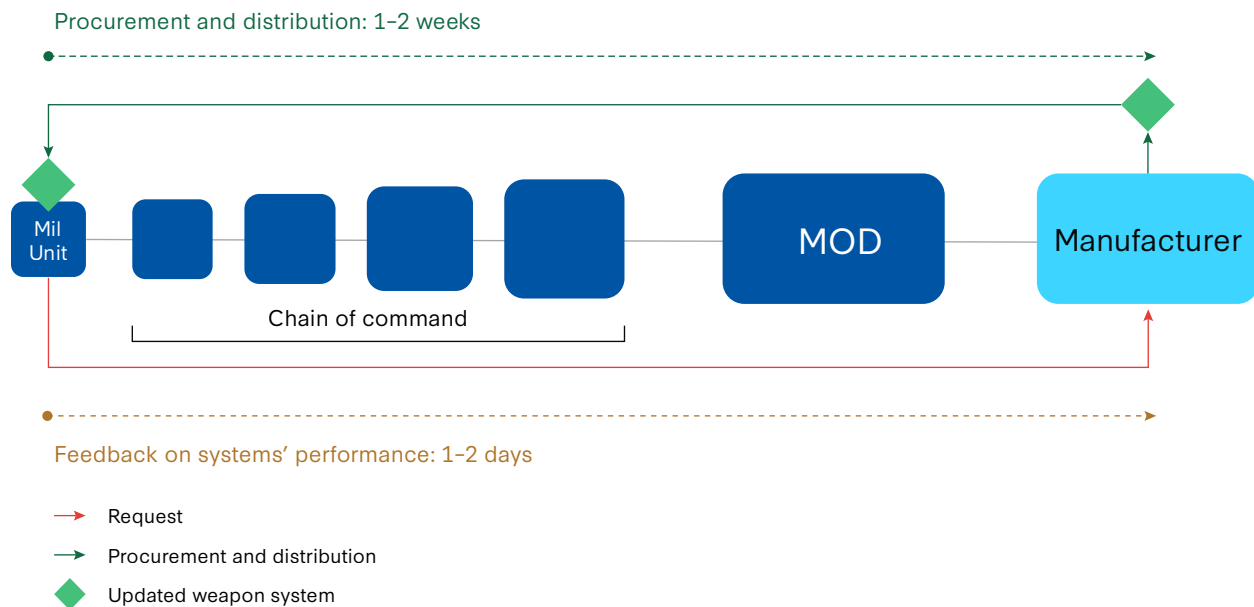 Procurement and distribution: 1–2 weeks
Mil
Unit
MOD
Manufacturer
Chain of command
Feedback on systems’ performance: 1–2 days
Request
Procurement and distribution
Updated weapon system